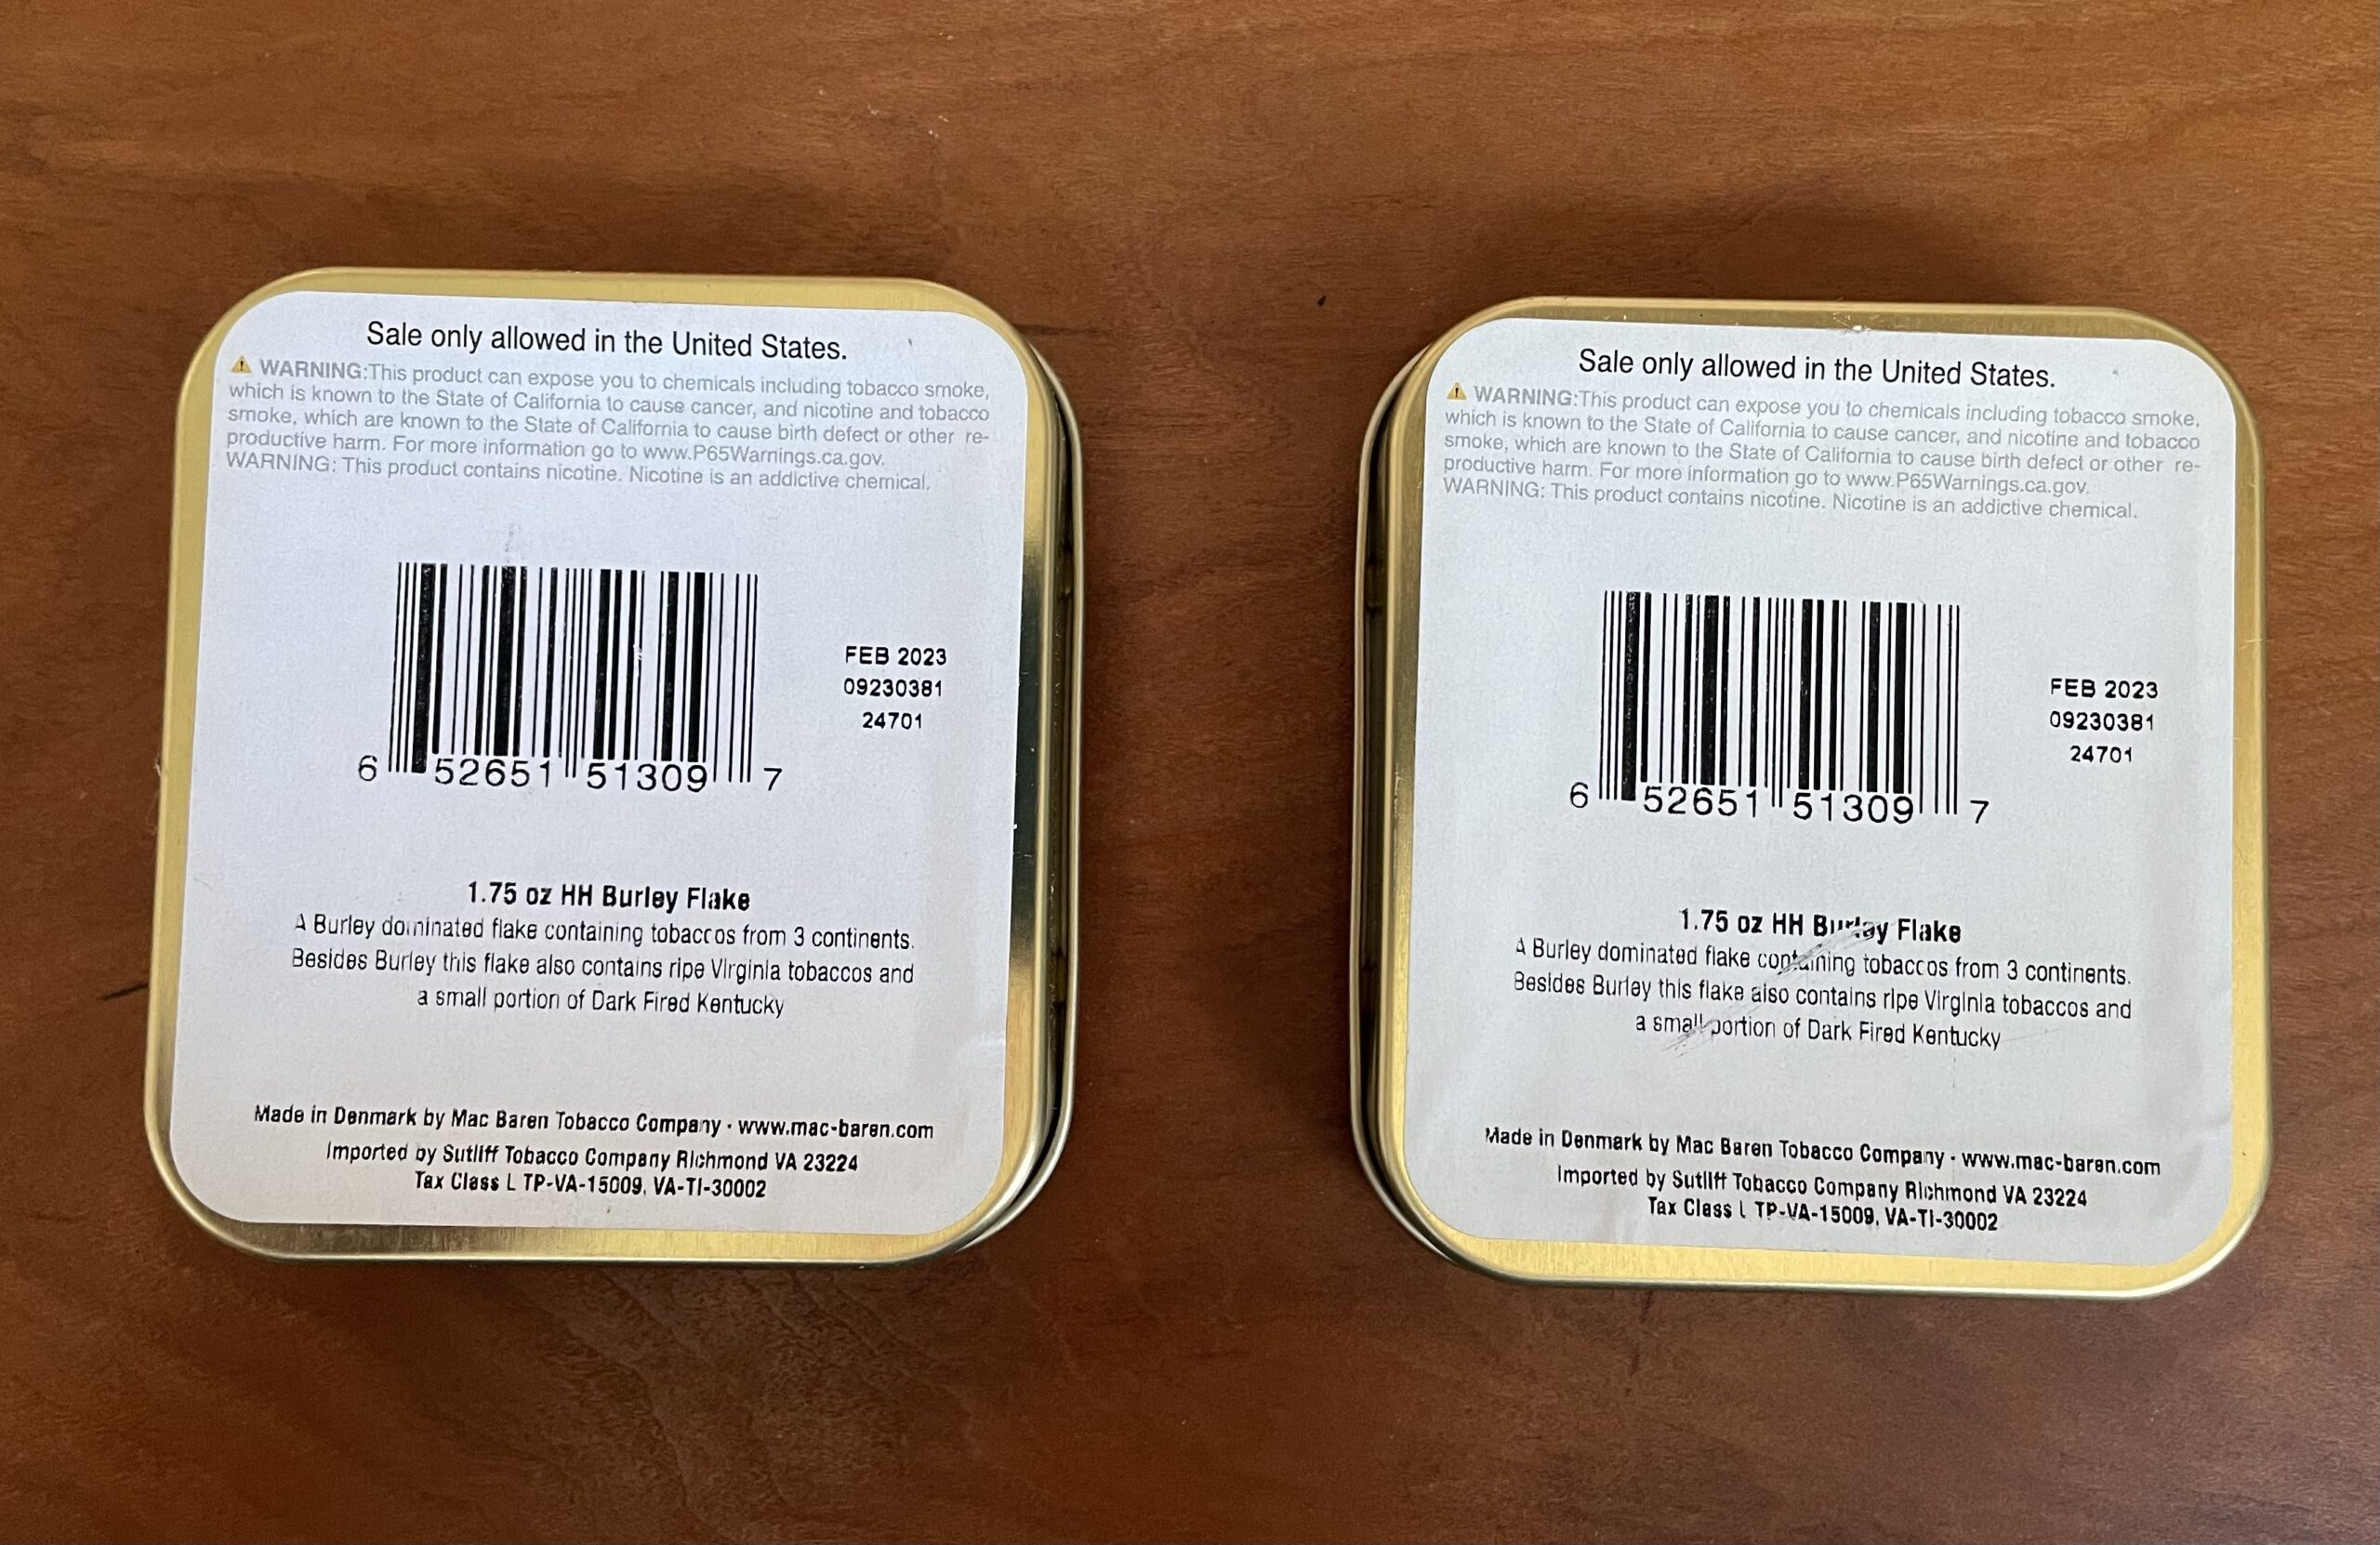 Sale only allowed in the United States.
⚠ WARNING:This product can expose you to chemicals including tobacco smoke,
which is known to the State of California to cause cancer, and nicotine and tobacco
smoke, which are known to the State of California to cause birth defect or other re-
productive harm. For more information go to www.P65Warnings.ca.gov.
WARNING: This product contains nicotine. Nicotine is an addictive chemical.
FEB 2023
09230381
24701
6 52651 51309 7
1.75 oz HH Burley Flake
A Burley dominated flake containing tobaccos from 3 continents.
Besides Burley this flake also contains ripe Virginia tobaccos and
a small portion of Dark Fired Kentucky
Made in Denmark by Mac Baren Tobacco Company · www.mac-baren.com
Imported by Sutliff Tobacco Company Richmond VA 23224
Tax Class L TP-VA-15009, VA-TI-30002
Sale only allowed in the United States.
⚠ WARNING:This product can expose you to chemicals including tobacco smoke,
which is known to the State of California to cause cancer, and nicotine and tobacco
smoke, which are known to the State of California to cause birth defect or other re-
productive harm. For more information go to www.P65Warnings.ca.gov.
WARNING: This product contains nicotine. Nicotine is an addictive chemical.
FEB 2023
09230381
24701
6 52651 51309 7
1.75 oz HH Burley Flake
A Burley dominated flake containing tobaccos from 3 continents.
Besides Burley this flake also contains ripe Virginia tobaccos and
a small portion of Dark Fired Kentucky
Made in Denmark by Mac Baren Tobacco Company · www.mac-baren.com
Imported by Sutliff Tobacco Company Richmond VA 23224
Tax Class L TP-VA-15009, VA-TI-30002